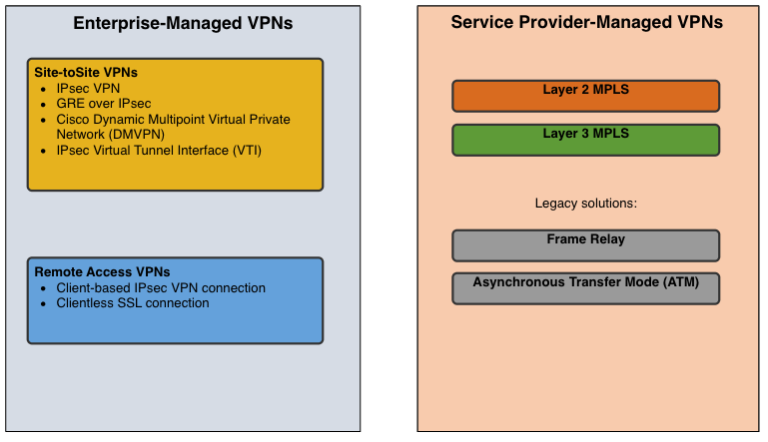 Enterprise-Managed VPNs
Site-toSite VPNs
• IPsec VPN
• GRE over IPsec
• Cisco Dynamic Multipoint Virtual Private
Network (DMVPN)
• IPsec Virtual Tunnel Interface (VTI)
Remote Access VPNs
• Client-based IPsec VPN connection
• Clientless SSL connection
Service Provider-Managed VPNs
Layer 2 MPLS
Layer 3 MPLS
Legacy solutions:
Frame Relay
Asynchronous Transfer Mode (ATM)